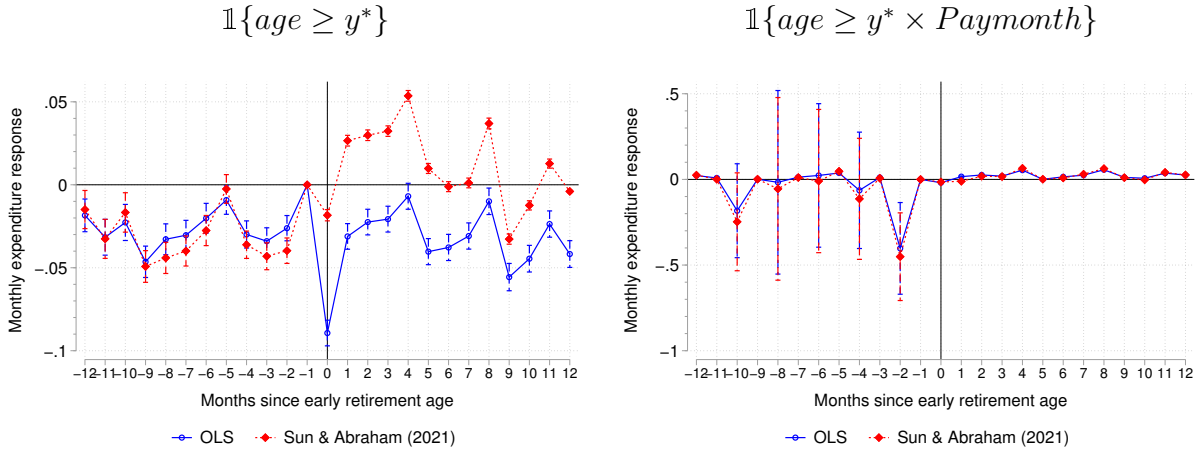 𝟙{age ≥ y*}
.05
0
−.05
−.1
Monthly expenditure response
−12 −11 −10 −9 −8 −7 −6 −5 −4 −3 −2 −1 0 1 2 3 4 5 6 7 8 9 10 11 12
Months since early retirement age
OLS Sun & Abraham (2021)
𝟙{age ≥ y* × Paymonth}
.5
0
−.5
−1
Monthly expenditure response
−12 −11 −10 −9 −8 −7 −6 −5 −4 −3 −2 −1 0 1 2 3 4 5 6 7 8 9 10 11 12
Months since early retirement age
OLS Sun & Abraham (2021)